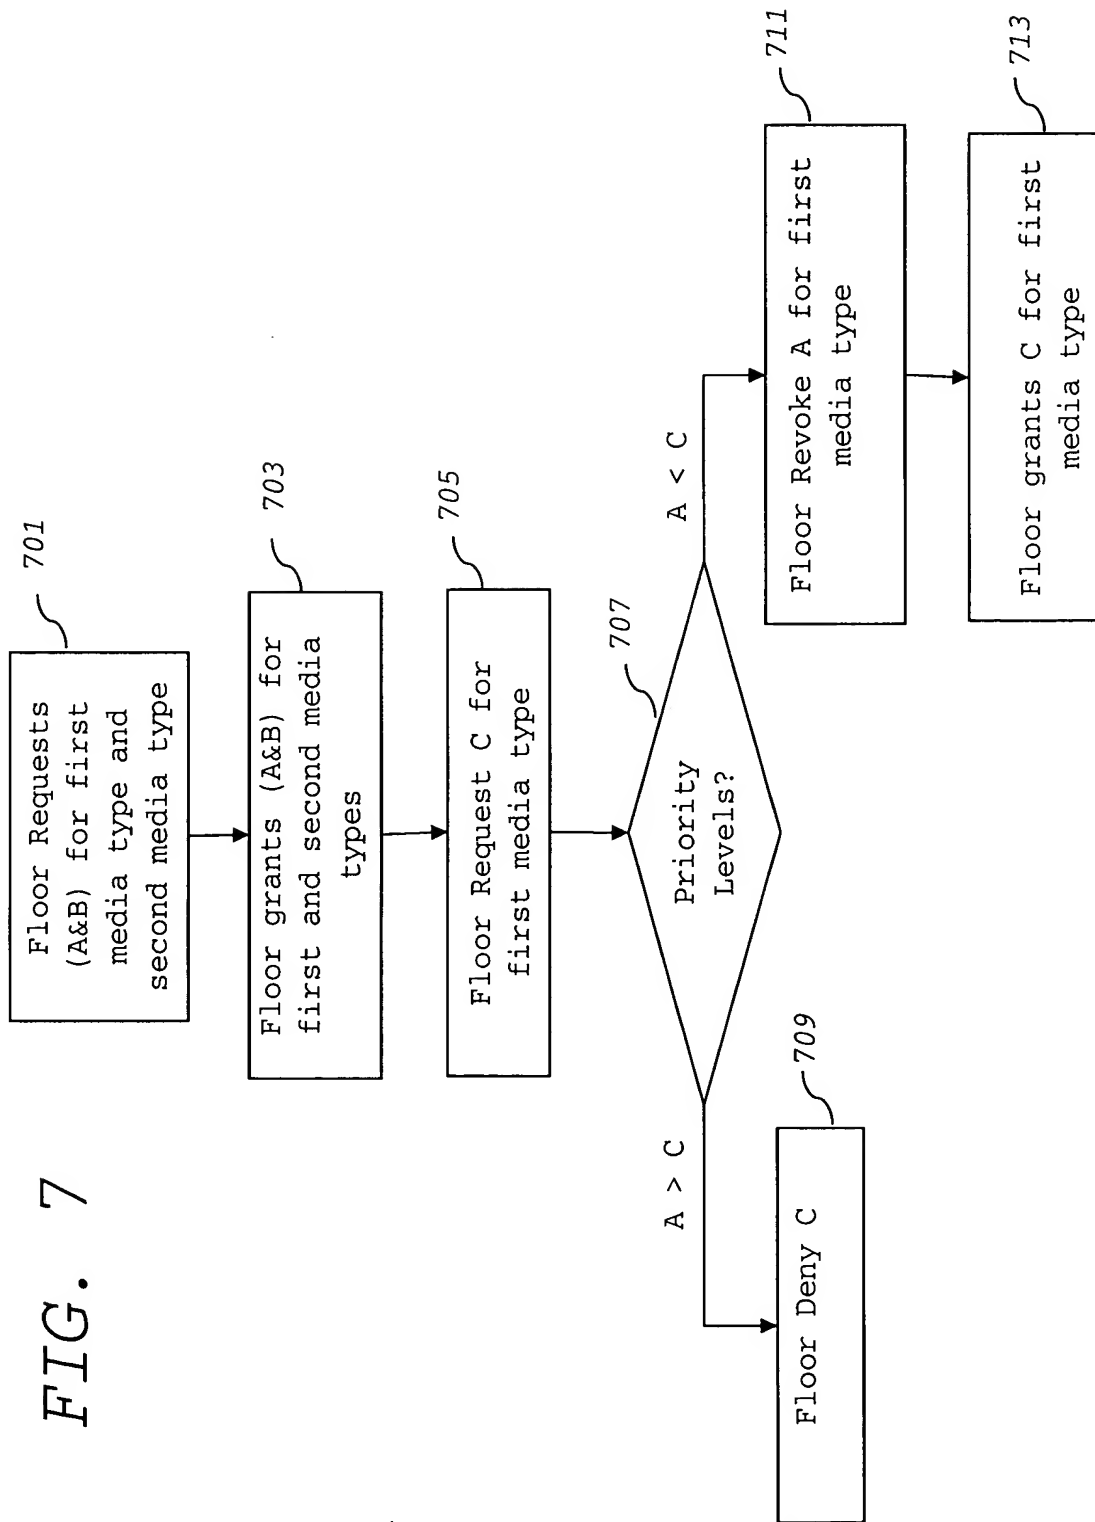 FIG. 7
Floor Requests
(A&B) for first
media type and
second media type
701
Floor grants (A&B) for
first and second media
types
703
Floor Request C for
first media type
705
Priority
Levels?
707
A > C
A < C
Floor Deny C
709
Floor Revoke A for first
media type
711
Floor grants C for first
media type
713